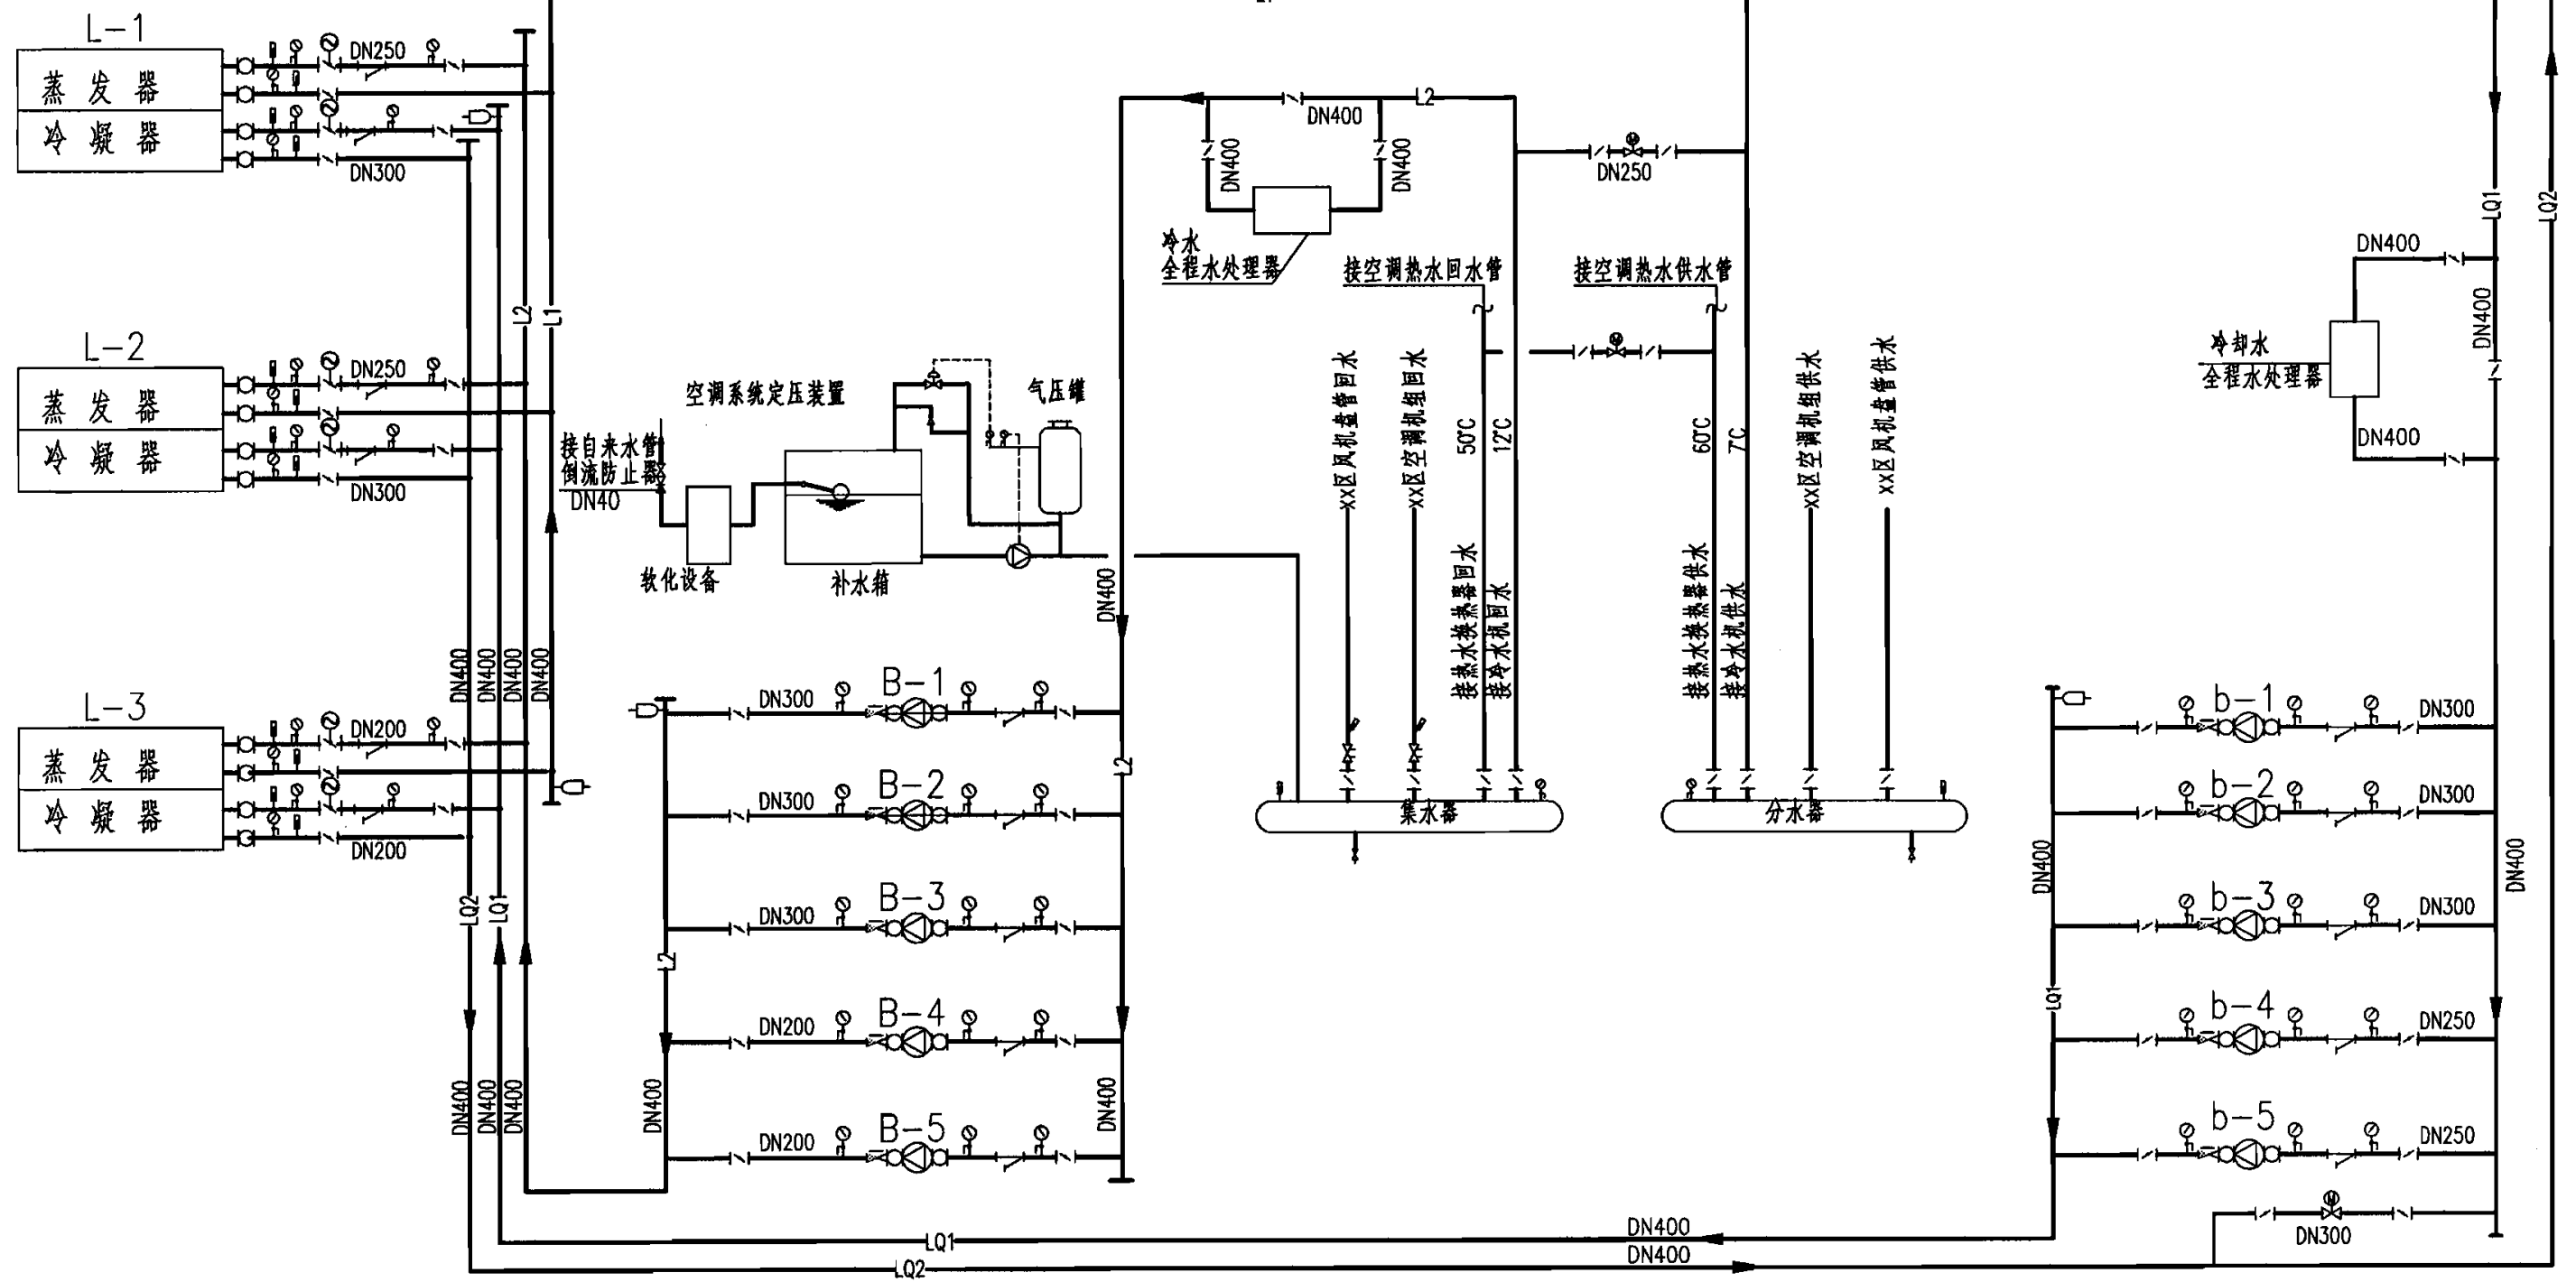 L-1
蒸发器
冷凝器
DN250
DN300
L-2
蒸发器
冷凝器
DN250
DN300
L-3
蒸发器
冷凝器
DN200
DN200
L2
L1
DN400
DN400
DN400
DN400
LQ2
LQ1
DN400
DN400
DN400
空调系统定压装置
气压罐
接自来水管
倒流防止器
DN40
软化设备
补水箱
L2
DN400
DN400
DN400
冷水
全程水处理器
DN250
接空调热水回水管
接空调热水供水管
xx区风机盘管回水
xx区空调机组回水
50℃
12℃
60℃
7℃
xx区空调机组供水
xx区风机盘管供水
接热水换热器回水
接冷水机回水
接热水换热器供水
接冷水机供水
集水器
分水器
DN400
L2
DN400
L2
DN400
DN300
B-1
DN300
B-2
DN300
B-3
DN200
B-4
DN200
B-5
LQ1
LQ2
DN400
DN400
DN400
冷却水
全程水处理器
DN400
DN400
LQ1
b-1
DN300
b-2
DN300
b-3
DN300
b-4
DN250
b-5
DN250
DN400
DN300
LQ1
DN400
LQ2
DN400